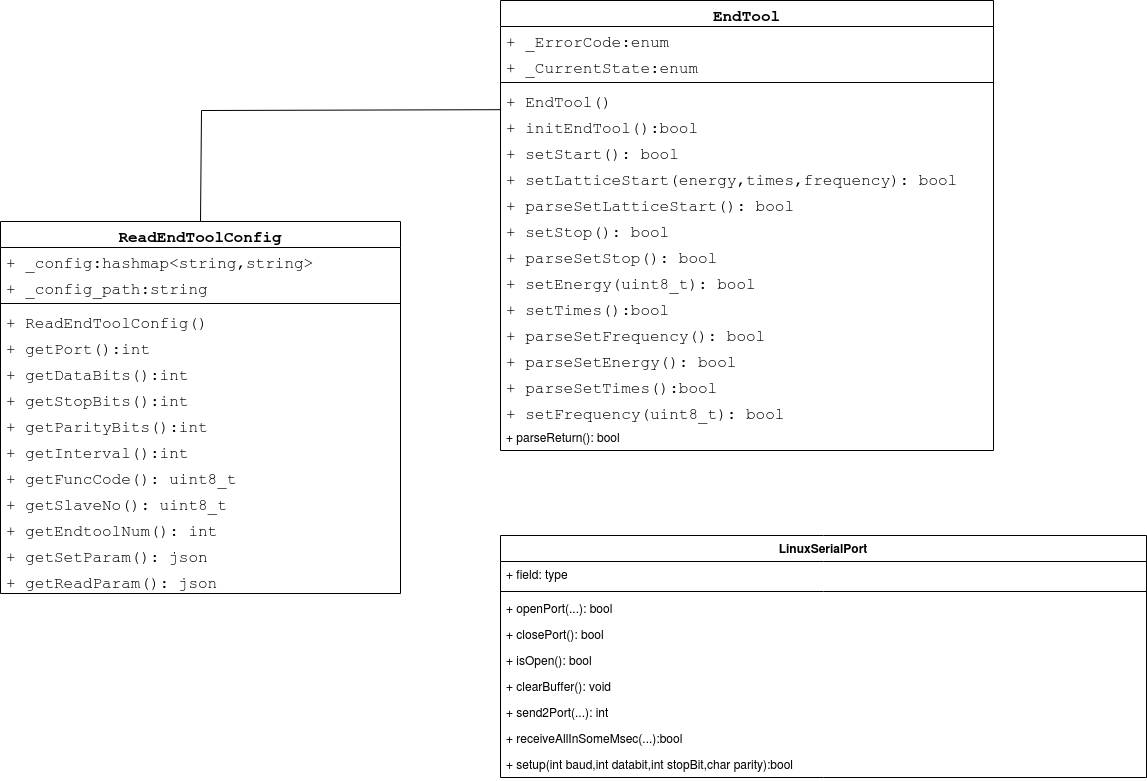 EndTool
+ _ErrorCode:enum
+ _CurrentState:enum
+ EndTool()
+ initEndTool():bool
+ setStart(): bool
+ setLatticeStart(energy,times,frequency): bool
+ parseSetLatticeStart(): bool
+ setStop(): bool
+ parseSetStop(): bool
+ setEnergy(uint8_t): bool
+ setTimes():bool
+ parseSetFrequency(): bool
+ parseSetEnergy(): bool
+ parseSetTimes():bool
+ setFrequency(uint8_t): bool
+ parseReturn(): bool
ReadEndToolConfig
+ _config:hashmap<string,string>
+ _config_path:string
+ ReadEndToolConfig()
+ getPort():int
+ getDataBits():int
+ getStopBits():int
+ getParityBits():int
+ getInterval():int
+ getFuncCode(): uint8_t
+ getSlaveNo(): uint8_t
+ getEndtoolNum(): int
+ getSetParam(): json
+ getReadParam(): json
LinuxSerialPort
+ field: type
+ openPort(...): bool
+ closePort(): bool
+ isOpen(): bool
+ clearBuffer(): void
+ send2Port(...): int
+ receiveAllInSomeMsec(...):bool
+ setup(int baud,int databit,int stopBit,char parity):bool